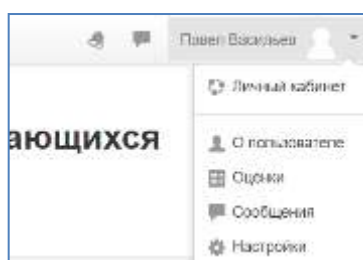 Павел Васильев
Личный кабинет
ающихся
О пользователе
Оценки
Сообщения
Настройки